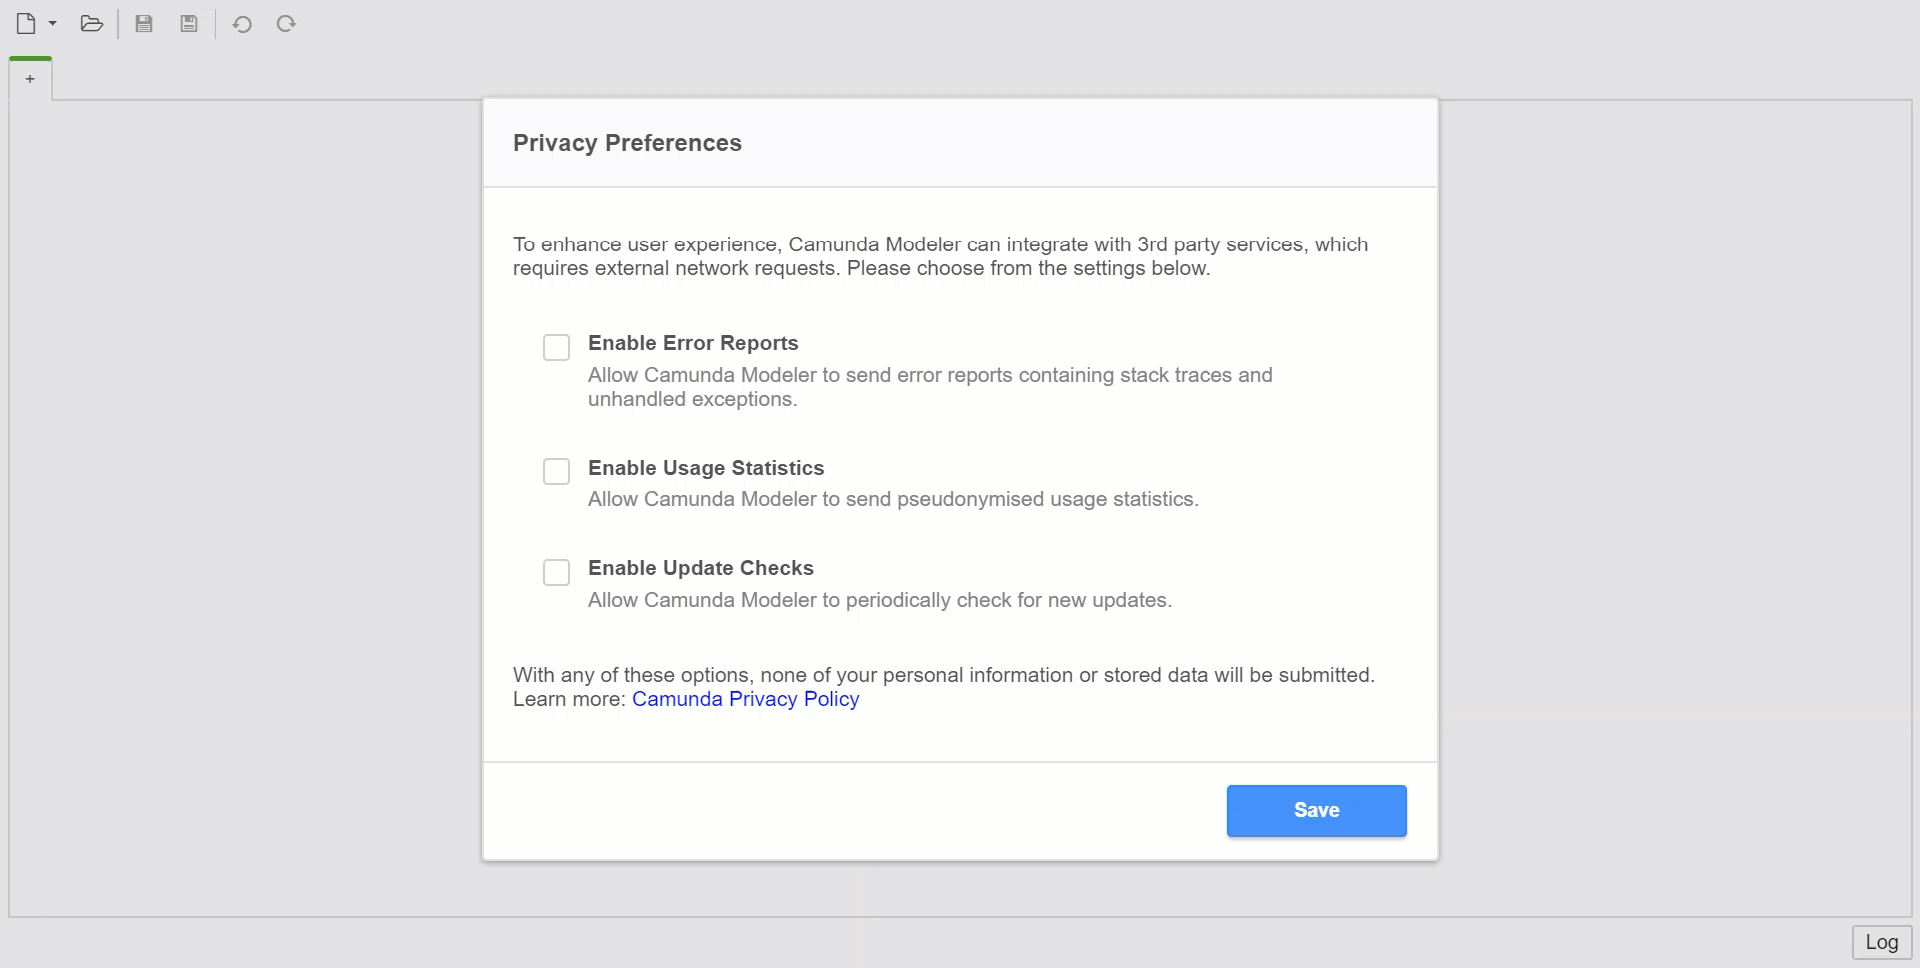 +
Privacy Preferences
To enhance user experience, Camunda Modeler can integrate with 3rd party services, which
requires external network requests. Please choose from the settings below.
Enable Error Reports
Allow Camunda Modeler to send error reports containing stack traces and
unhandled exceptions.
Enable Usage Statistics
Allow Camunda Modeler to send pseudonymised usage statistics.
Enable Update Checks
Allow Camunda Modeler to periodically check for new updates.
With any of these options, none of your personal information or stored data will be submitted.
Learn more: Camunda Privacy Policy
Save
Log